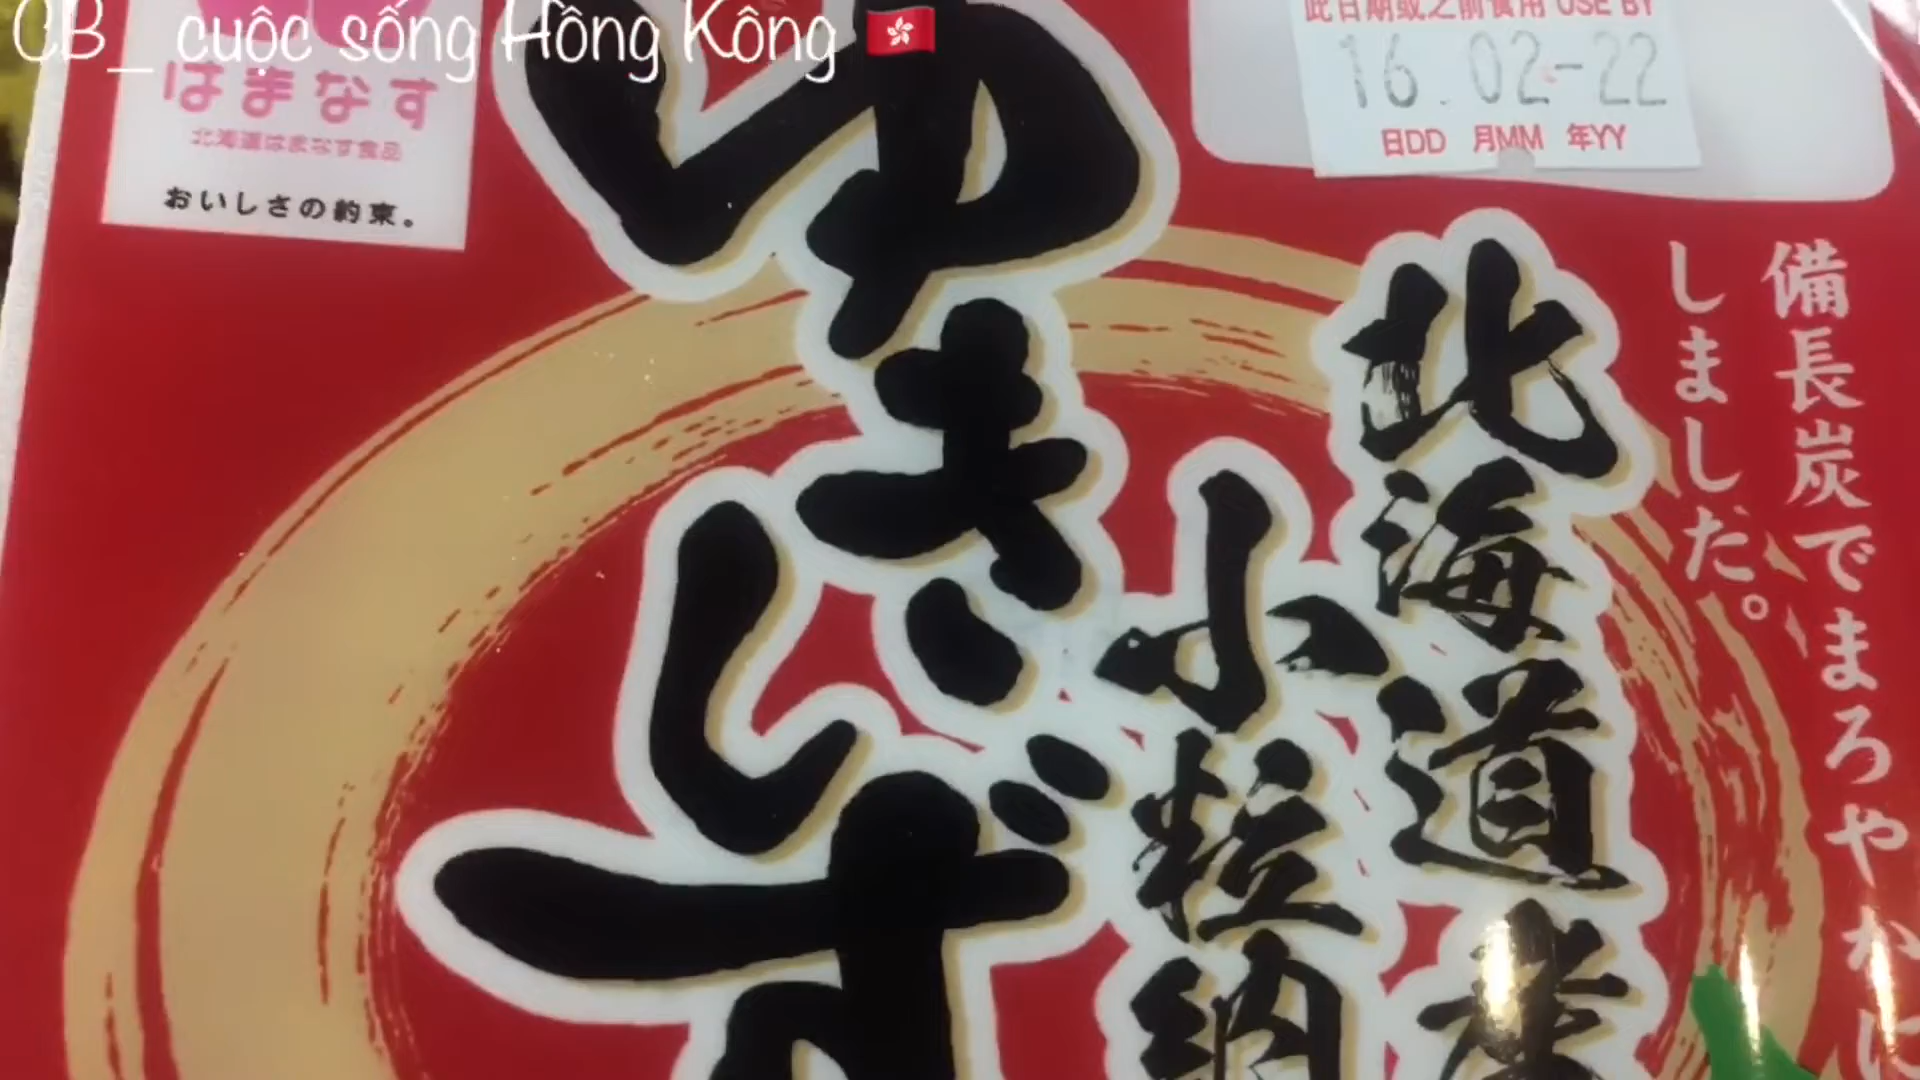 CB_ cuộc sống Hồng Kông 🇭🇰
はまなす
北海道はまなす食品
おいしさの約束。
此日期或之前食用 USE BY
16.02-22
日DD 月MM 年YY
備長炭でまろやかに
しました。
北海道産
小粒納
ゆきしず